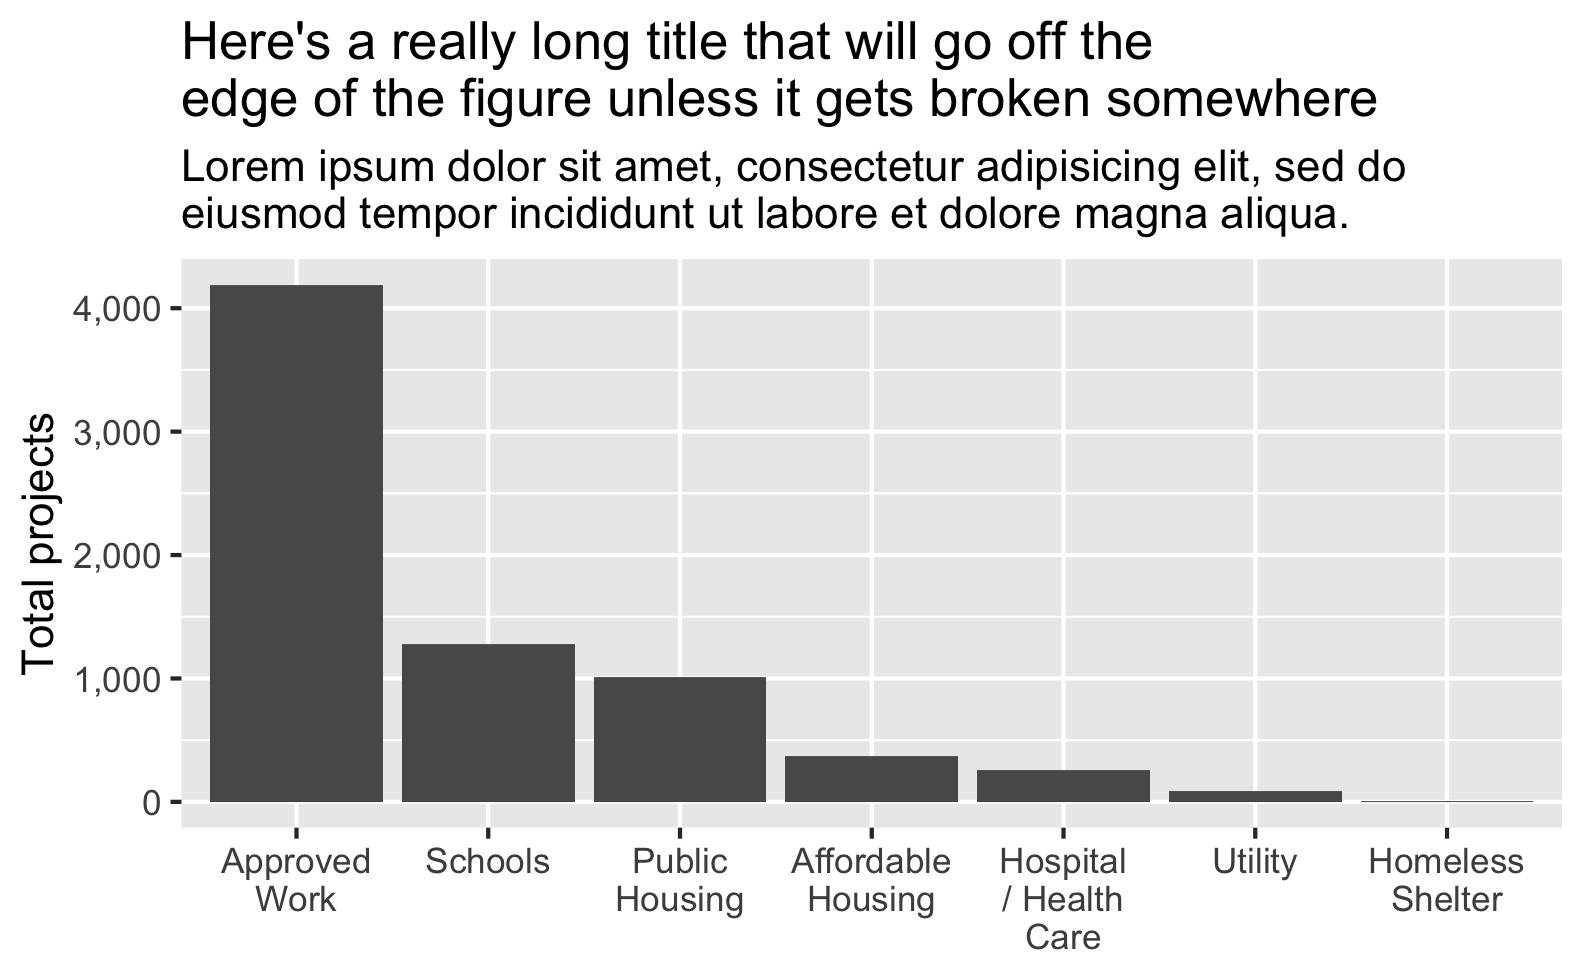 Here's a really long title that will go off the
edge of the figure unless it gets broken somewhere
Lorem ipsum dolor sit amet, consectetur adipisicing elit, sed do
eiusmod tempor incididunt ut labore et dolore magna aliqua.
Total projects
4,000
3,000
2,000
1,000
0
Approved
Work
Schools
Public
Housing
Affordable
Housing
Hospital
/ Health
Care
Utility
Homeless
Shelter